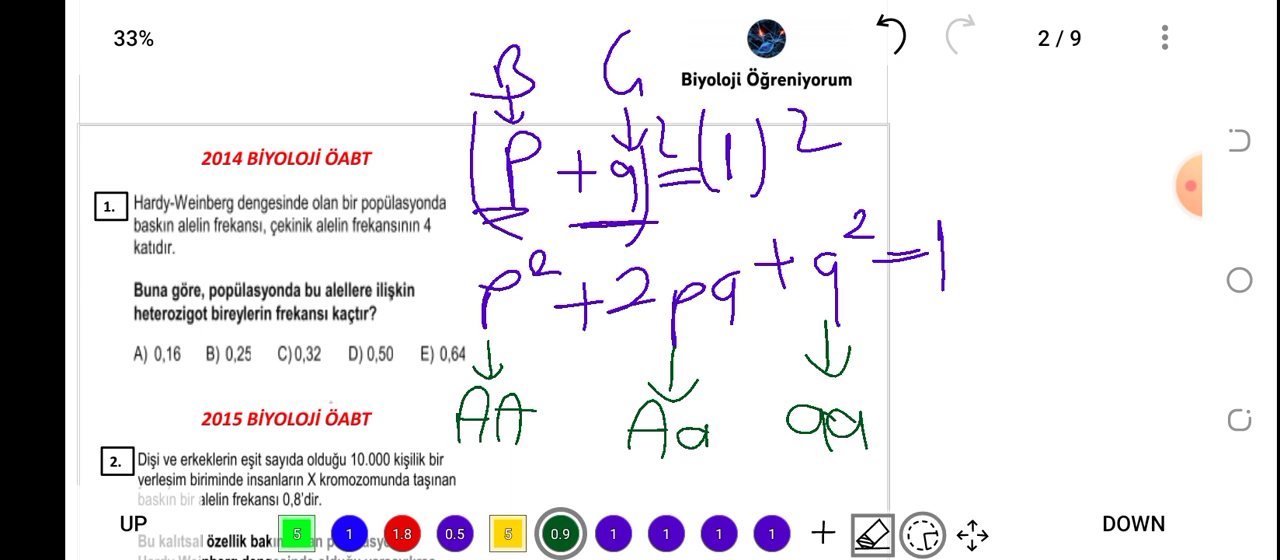 33%
Biyoloji Öğreniyorum
2 / 9
B G
(p + q)² = (1)²
2014 BİYOLOJİ ÖABT
1.
Hardy-Weinberg dengesinde olan bir popülasyonda
baskın alelin frekansı, çekinik alelin frekansının 4
katıdır.
p² + 2pq + q² = 1
Buna göre, popülasyonda bu alellere ilişkin
heterozigot bireylerin frekansı kaçtır?
A) 0,16 B) 0,25 C) 0,32 D) 0,50 E) 0,64
AA Aa aa
2015 BİYOLOJİ ÖABT
2.
Dişi ve erkeklerin eşit sayıda olduğu 10.000 kişilik bir
yerleşim biriminde insanların X kromozomunda taşınan
baskın bir alelin frekansı 0,8'dir.
UP
5 1 1.8 0.5 5 0.9 1 1 1 1
DOWN
Bu kalıtsal özellik